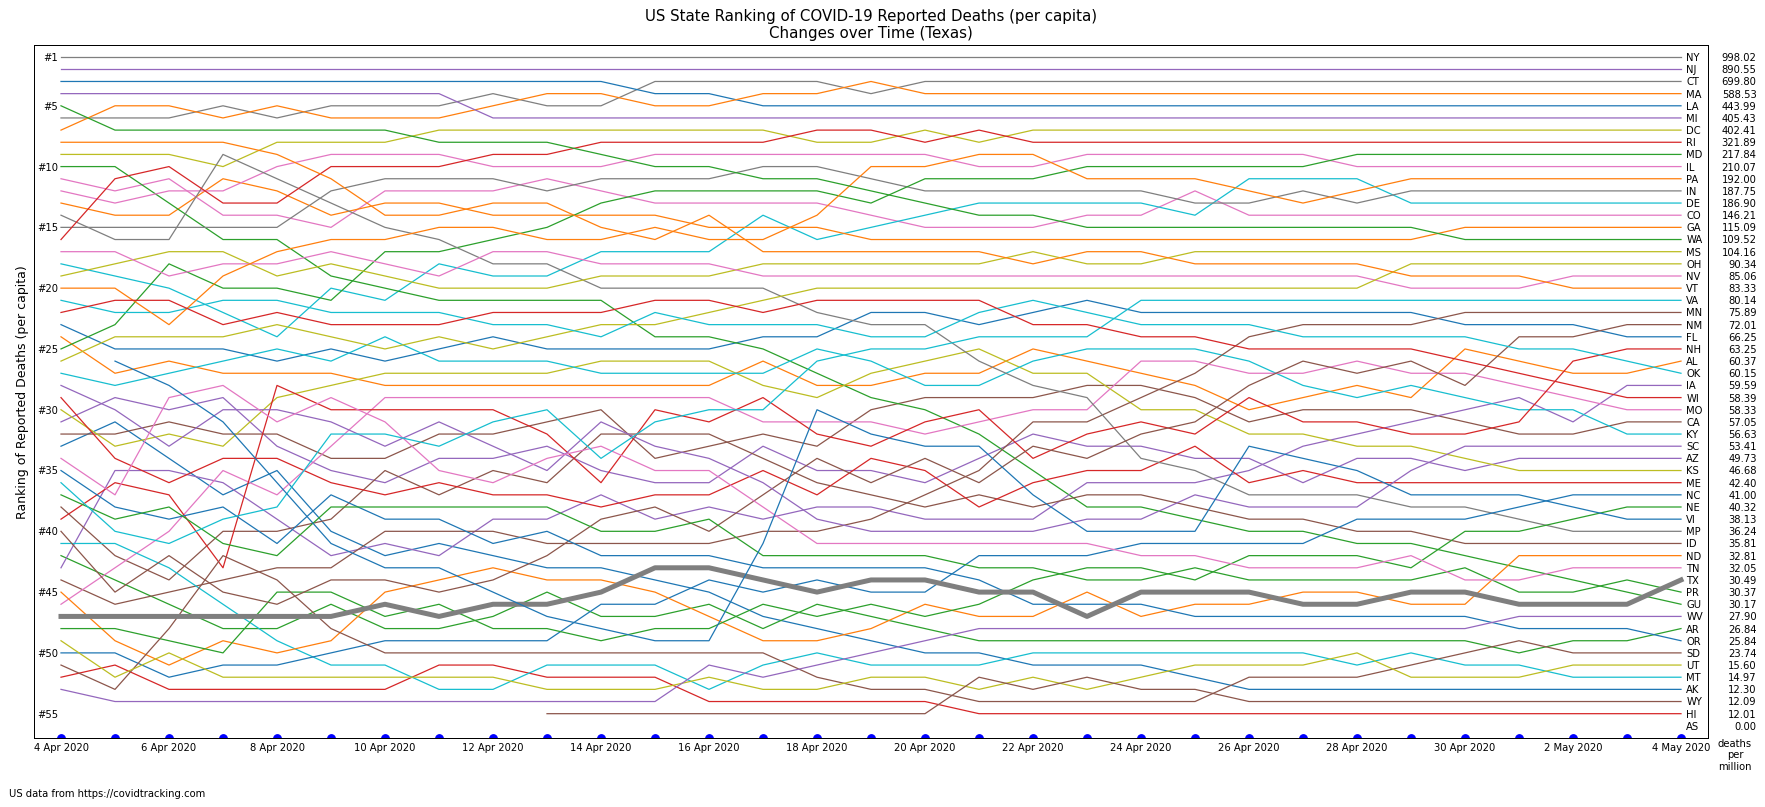 US State Ranking of COVID-19 Reported Deaths (per capita)
Changes over Time (Texas)
Ranking of Reported Deaths (per capita)
#1
#5
#10
#15
#20
#25
#30
#35
#40
#45
#50
#55
NY 998.02
NJ 890.55
CT 699.80
MA 588.53
LA 443.99
MI 405.43
DC 402.41
RI 321.89
MD 217.84
IL 210.07
PA 192.00
IN 187.75
DE 186.90
CO 146.21
GA 115.09
WA 109.52
MS 104.16
OH 90.34
NV 85.06
VT 83.33
VA 80.14
MN 75.89
NM 72.01
FL 66.25
NH 63.25
AL 60.37
OK 60.15
IA 59.59
WI 58.39
MO 58.33
CA 57.05
KY 56.63
SC 53.41
AZ 49.73
KS 46.68
ME 42.40
NC 41.00
NE 40.32
VI 38.13
MP 36.24
ID 35.81
ND 32.81
TN 32.05
TX 30.49
PR 30.37
GU 30.17
WV 27.90
AR 26.84
OR 25.84
SD 23.74
UT 15.60
MT 14.97
AK 12.30
WY 12.09
HI 12.01
AS 0.00
4 Apr 2020 6 Apr 2020 8 Apr 2020 10 Apr 2020 12 Apr 2020 14 Apr 2020 16 Apr 2020 18 Apr 2020 20 Apr 2020 22 Apr 2020 24 Apr 2020 26 Apr 2020 28 Apr 2020 30 Apr 2020 2 May 2020 4 May 2020
deaths
per
million
US data from https://covidtracking.com